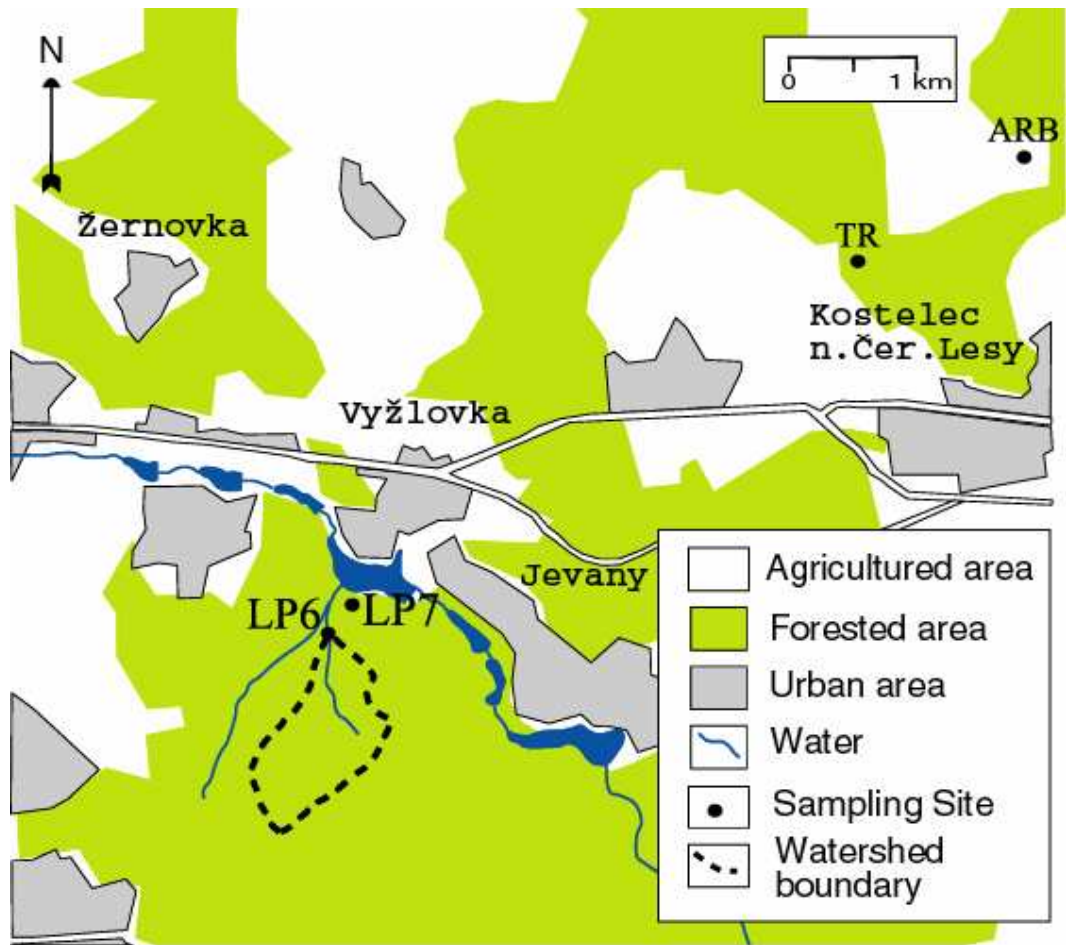 N
0 1 km
ARB
TR
Žernovka
Kostelec
n.Čer.Lesy
Vyžlovka
Jevany
LP6
LP7
Agricultured area
Forested area
Urban area
Water
Sampling Site
Watershed
boundary